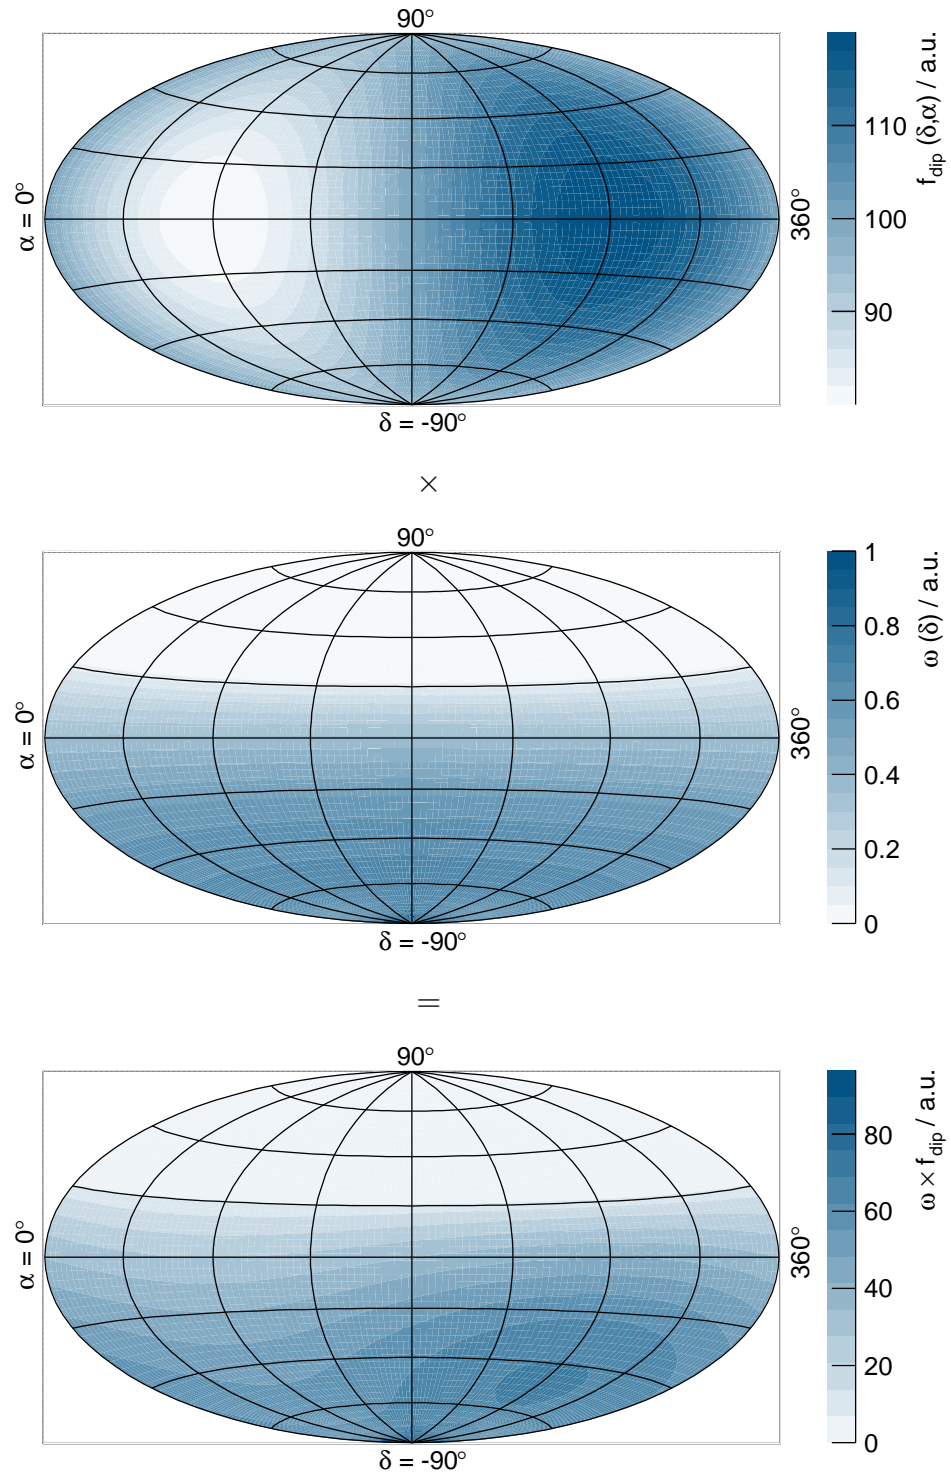 90°
α = 0°
360°
δ = -90°
110
100
90
f_dip (δ,α) / a.u.
×
90°
α = 0°
360°
δ = -90°
1
0.8
0.6
0.4
0.2
0
ω (δ) / a.u.
=
90°
α = 0°
360°
δ = -90°
80
60
40
20
0
ω × f_dip / a.u.